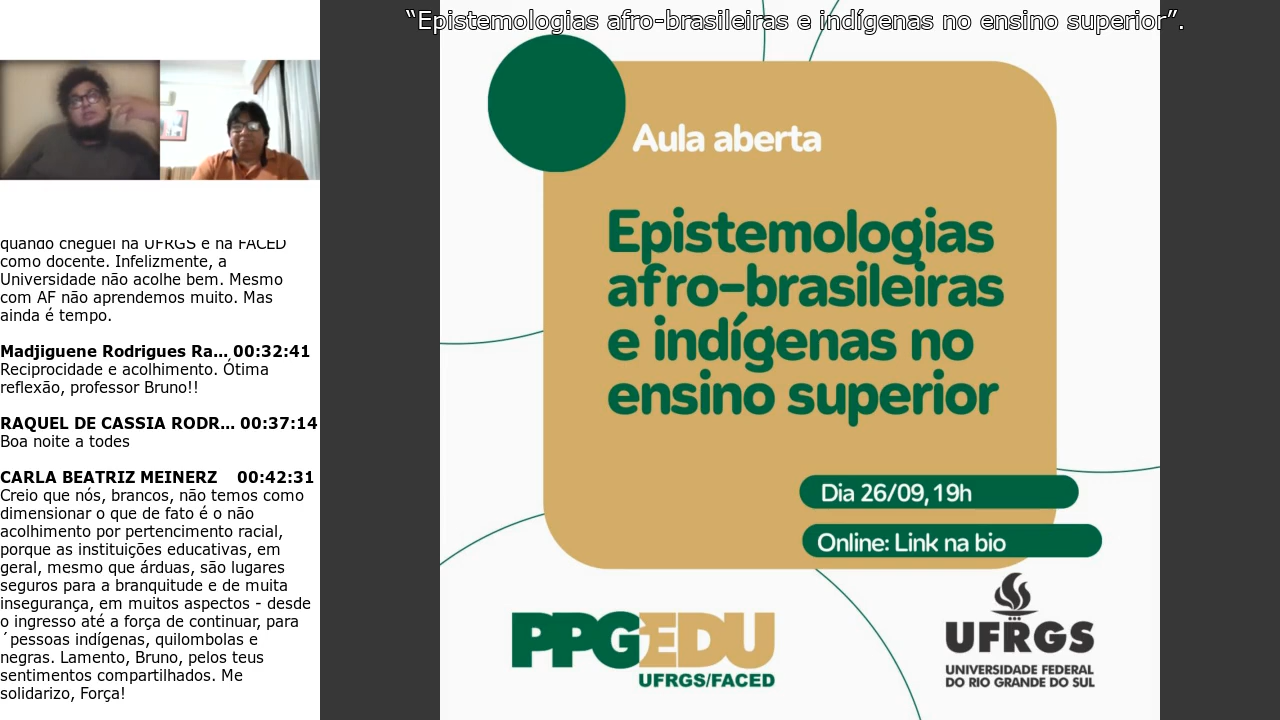 “Epistemologias afro-brasileiras e indígenas no ensino superior”.
quando cheguei na UFRGS e na FACED
como docente. Infelizmente, a
Universidade não acolhe bem. Mesmo
com AF não aprendemos muito. Mas
ainda é tempo.
Madjiguene Rodrigues Ra... 00:32:41
Reciprocidade e acolhimento. Ótima
reflexão, professor Bruno!!
RAQUEL DE CASSIA RODR... 00:37:14
Boa noite a todes
CARLA BEATRIZ MEINERZ 00:42:31
Creio que nós, brancos, não temos como
dimensionar o que de fato é o não
acolhimento por pertencimento racial,
porque as instituições educativas, em
geral, mesmo que árduas, são lugares
seguros para a branquitude e de muita
insegurança, em muitos aspectos - desde
o ingresso até a força de continuar, para
´pessoas indígenas, quilombolas e
negras. Lamento, Bruno, pelos teus
sentimentos compartilhados. Me
solidarizo, Força!
Aula aberta
Epistemologias
afro-brasileiras
e indígenas no
ensino superior
Dia 26/09, 19h
Online: Link na bio
PPGEDU
UFRGS/FACED
UFRGS
UNIVERSIDADE FEDERAL
DO RIO GRANDE DO SUL